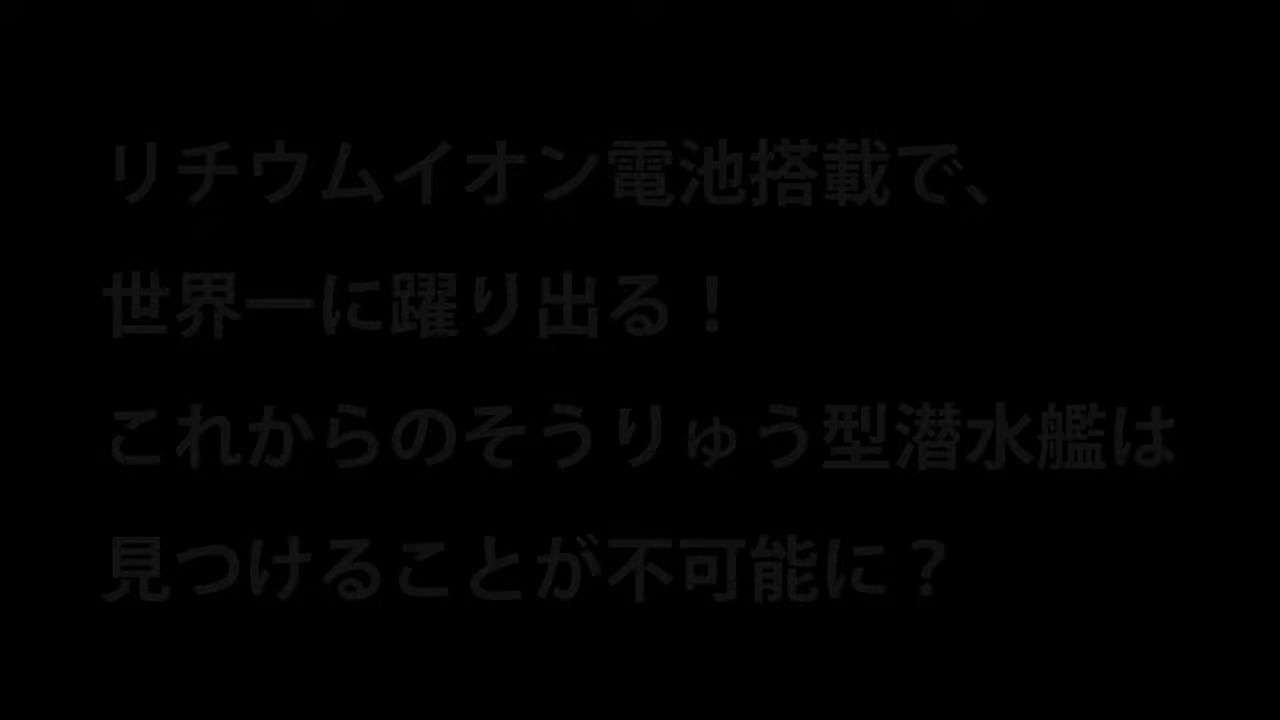 リチウムイオン電池搭載で、
世界一に躍り出る！
これからのそうりゅう型潜水艦は
見つけることが不可能に？